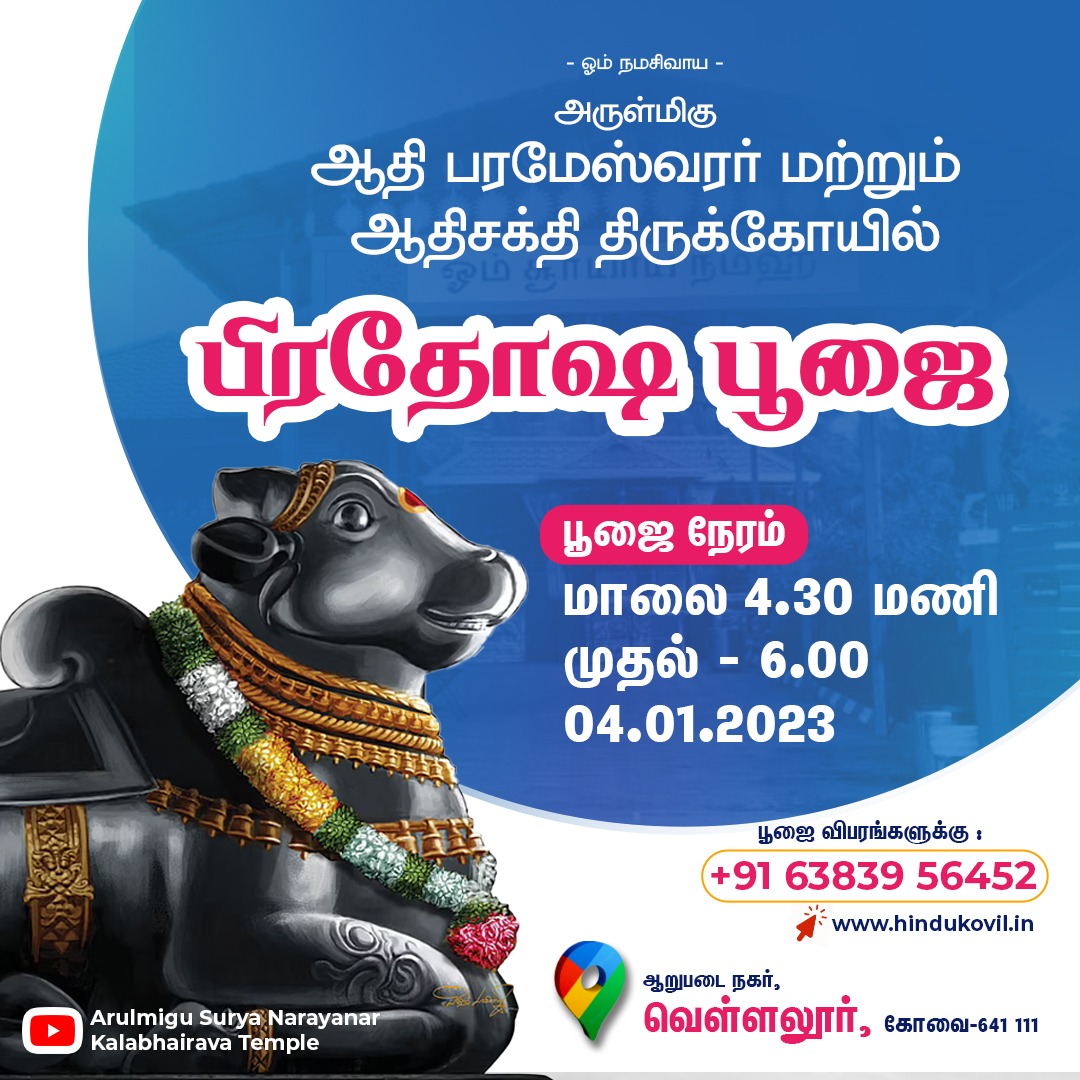 - ஓம் நமசிவாய -
அருள்மிகு
ஆதி பரமேஸ்வரர் மற்றும்
ஆதிசக்தி திருக்கோயில்
ஓம் சூர்யாய நமஹ
பிரதோஷ பூஜை
பூஜை நேரம்
மாலை 4.30 மணி
முதல் - 6.00
04.01.2023
பூஜை விபரங்களுக்கு :
+91 63839 56452
www.hindukovil.in
ஆறுபடை நகர்,
வெள்ளலூர், கோவை-641 111
Arulmigu Surya Narayanar
Kalabhairava Temple